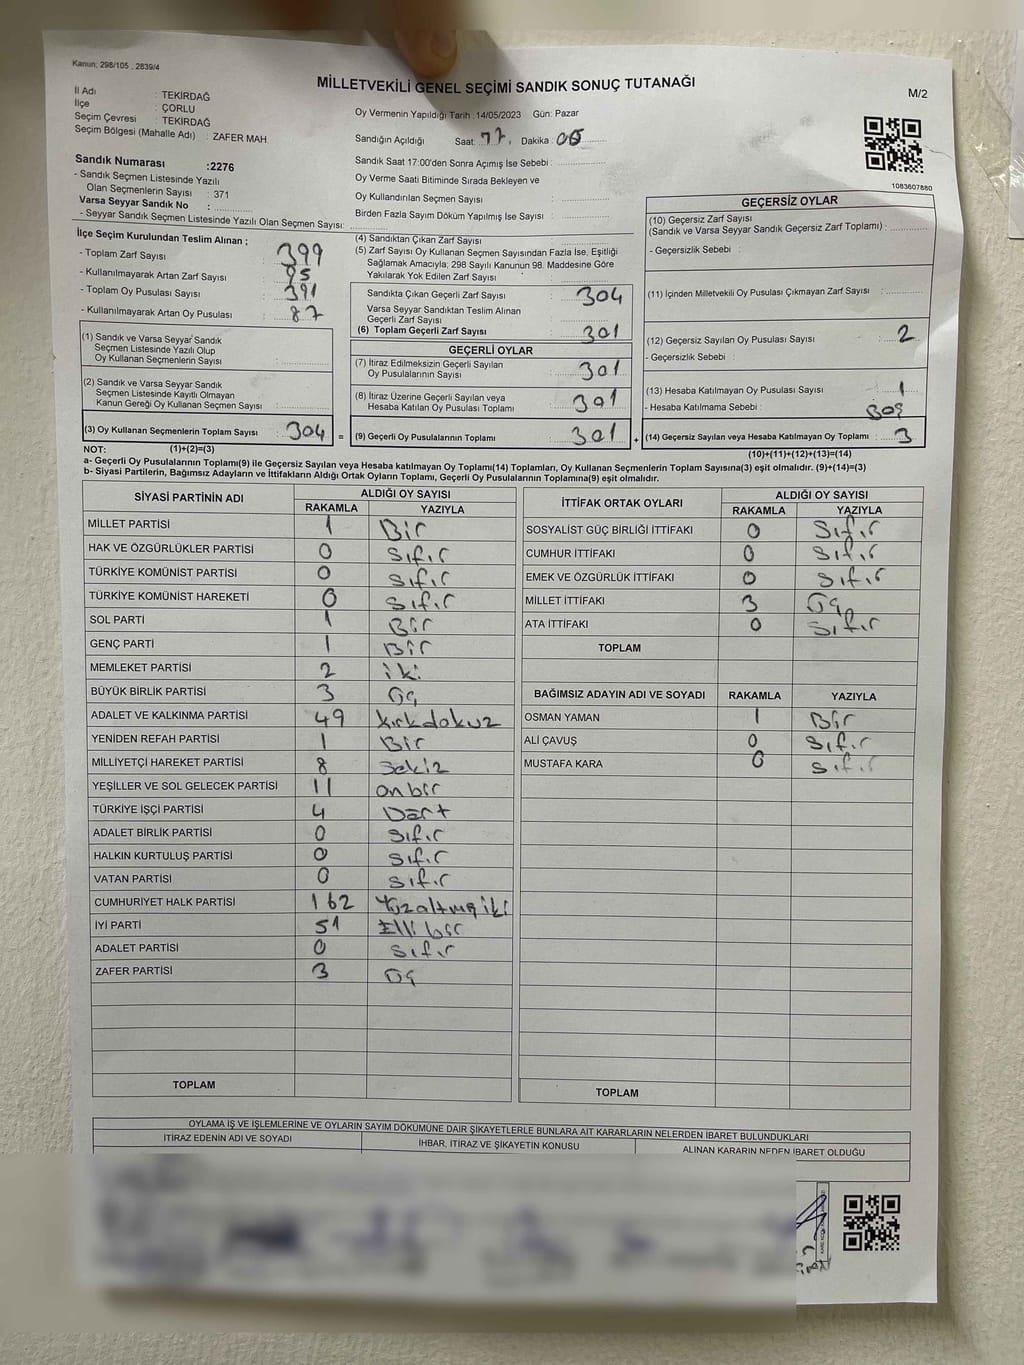 Kanun; 298/105 , 2839/4
MİLLETVEKİLİ GENEL SEÇİMİ SANDIK SONUÇ TUTANAĞI
M/2
İl Adı : TEKİRDAĞ
İlçe : ÇORLU
Seçim Çevresi : TEKİRDAĞ
Seçim Bölgesi (Mahalle Adı) : ZAFER MAH.
Sandık Numarası :2276
- Sandık Seçmen Listesinde Yazılı
Olan Seçmenlerin Sayısı : 371
Varsa Seyyar Sandık No :
- Seyyar Sandık Seçmen Listesinde Yazılı Olan Seçmen Sayısı:
Oy Vermenin Yapıldığı Tarih : 14/05/2023 Gün: Pazar
Sandığın Açıldığı Saat: 17, Dakika : 05
Sandık Saat 17:00'den Sonra Açımış İse Sebebi :
Oy Verme Saati Bitiminde Sırada Bekleyen ve
Oy Kullandırılan Seçmen Sayısı :
Birden Fazla Sayım Döküm Yapılmış İse Sayısı :
1083607880
İlçe Seçim Kurulundan Teslim Alınan ;
- Toplam Zarf Sayısı : 399
- Kullanılmayarak Artan Zarf Sayısı : 95
- Toplam Oy Pusulası Sayısı : 391
- Kullanılmayarak Artan Oy Pusulası : 87
(1) Sandık ve Varsa Seyyar Sandık
Seçmen Listesinde Yazılı Olup
Oy Kullanan Seçmenlerin Sayısı :
(2) Sandık ve Varsa Seyyar Sandık
Seçmen Listesinde Kayıtlı Olmayan
Kanun Gereği Oy Kullanan Seçmen Sayısı :
(3) Oy Kullanan Seçmenlerin Toplam Sayısı : 304 =
(4) Sandıktan Çıkan Zarf Sayısı :
(5) Zarf Sayısı Oy Kullanan Seçmen Sayısından Fazla İse, Eşitliği
Sağlamak Amacıyla; 298 Sayılı Kanunun 98. Maddesine Göre
Yakılarak Yok Edilen Zarf Sayısı :
Sandıkta Çıkan Geçerli Zarf Sayısı : 304
Varsa Seyyar Sandıktan Teslim Alınan
Geçerli Zarf Sayısı :
(6) Toplam Geçerli Zarf Sayısı : 301
GEÇERLİ OYLAR
(7) İtiraz Edilmeksizin Geçerli Sayılan
Oy Pusulalarının Sayısı : 301
(8) İtiraz Üzerine Geçerli Sayılan veya
Hesaba Katılan Oy Pusulası Toplamı : 301
(9) Geçerli Oy Pusulalarının Toplamı : 301 +
GEÇERSİZ OYLAR
(10) Geçersiz Zarf Sayısı
(Sandık ve Varsa Seyyar Sandık Geçersiz Zarf Toplamı) :
- Geçersizlik Sebebi :
(11) İçinden Milletvekili Oy Pusulası Çıkmayan Zarf Sayısı :
(12) Geçersiz Sayılan Oy Pusulası Sayısı : 2
- Geçersizlik Sebebi :
(13) Hesaba Katılmayan Oy Pusulası Sayısı : 1
- Hesaba Katılmama Sebebi :
(14) Geçersiz Sayılan veya Hesaba Katılmayan Oy Toplamı : 3
NOT: (1)+(2)=(3)
(10)+(11)+(12)+(13)=(14)
a- Geçerli Oy Pusulalarının Toplamı(9) ile Geçersiz Sayılan veya Hesaba katılmayan Oy Toplamı(14) Toplamları, Oy Kullanan Seçmenlerin Toplam Sayısına(3) eşit olmalıdır. (9)+(14)=(3)
b- Siyasi Partilerin, Bağımsız Adayların ve İttifakların Aldığı Ortak Oyların Toplamı, Geçerli Oy Pusulalarının Toplamına(9) eşit olmalıdır.
SİYASİ PARTİNİN ADI ALDIĞI OY SAYISI
RAKAMLA YAZIYLA
MİLLET PARTİSİ 1 Bir
HAK VE ÖZGÜRLÜKLER PARTİSİ 0 Sıfır
TÜRKİYE KOMÜNİST PARTİSİ 0 Sıfır
TÜRKİYE KOMÜNİST HAREKETİ 0 Sıfır
SOL PARTİ 1 Bir
GENÇ PARTİ 1 Bir
MEMLEKET PARTİSİ 2 iki
BÜYÜK BİRLİK PARTİSİ 3 Üç
ADALET VE KALKINMA PARTİSİ 49 kırkdokuz
YENİDEN REFAH PARTİSİ 1 Bir
MİLLİYETÇİ HAREKET PARTİSİ 8 Sekiz
YEŞİLLER VE SOL GELECEK PARTİSİ 11 onbir
TÜRKİYE İŞÇİ PARTİSİ 4 Dört
ADALET BİRLİK PARTİSİ 0 Sıfır
HALKIN KURTULUŞ PARTİSİ 0 Sıfır
VATAN PARTİSİ 0 Sıfır
CUMHURİYET HALK PARTİSİ 162 Yüzaltmışiki
İYİ PARTİ 51 Elli bir
ADALET PARTİSİ 0 Sıfır
ZAFER PARTİSİ 3 Üç
TOPLAM
İTTİFAK ORTAK OYLARI ALDIĞI OY SAYISI
RAKAMLA YAZIYLA
SOSYALİST GÜÇ BİRLİĞİ İTTİFAKI 0 Sıfır
CUMHUR İTTİFAKI 0 Sıfır
EMEK VE ÖZGÜRLÜK İTTİFAKI 0 Sıfır
MİLLET İTTİFAKI 3 Üç
ATA İTTİFAKI 0 Sıfır
TOPLAM
BAĞIMSIZ ADAYIN ADI VE SOYADI RAKAMLA YAZIYLA
OSMAN YAMAN 1 Bir
ALİ ÇAVUŞ 0 Sıfır
MUSTAFA KARA 0 Sıfır
TOPLAM
OYLAMA İŞ VE İŞLEMLERİNE VE OYLARIN SAYIM DÖKÜMÜNE DAİR ŞİKAYETLERLE BUNLARA AİT KARARLARIN NELERDEN İBARET BULUNDUKLARI
İTİRAZ EDENİN ADI VE SOYADI İHBAR, İTİRAZ VE ŞİKAYETİN KONUSU ALINAN KARARIN NEDEN İBARET OLDUĞU